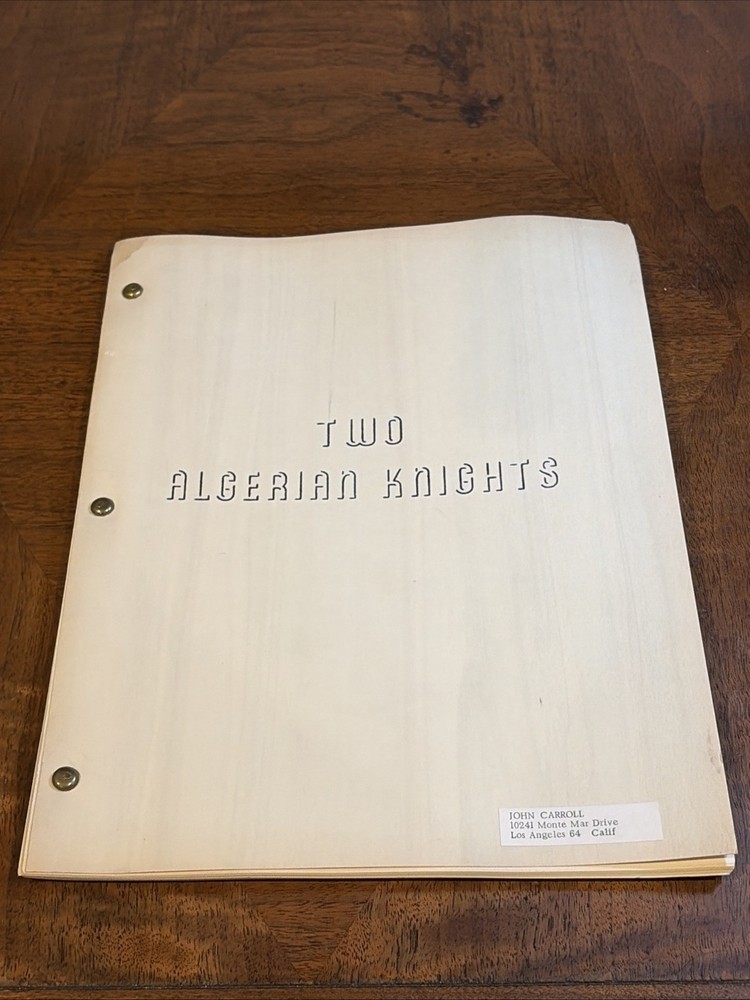 TWO
ALGERIAN KNIGHTS
JOHN CARROLL
10241 Monte Mar Drive
Los Angeles 64 Calif